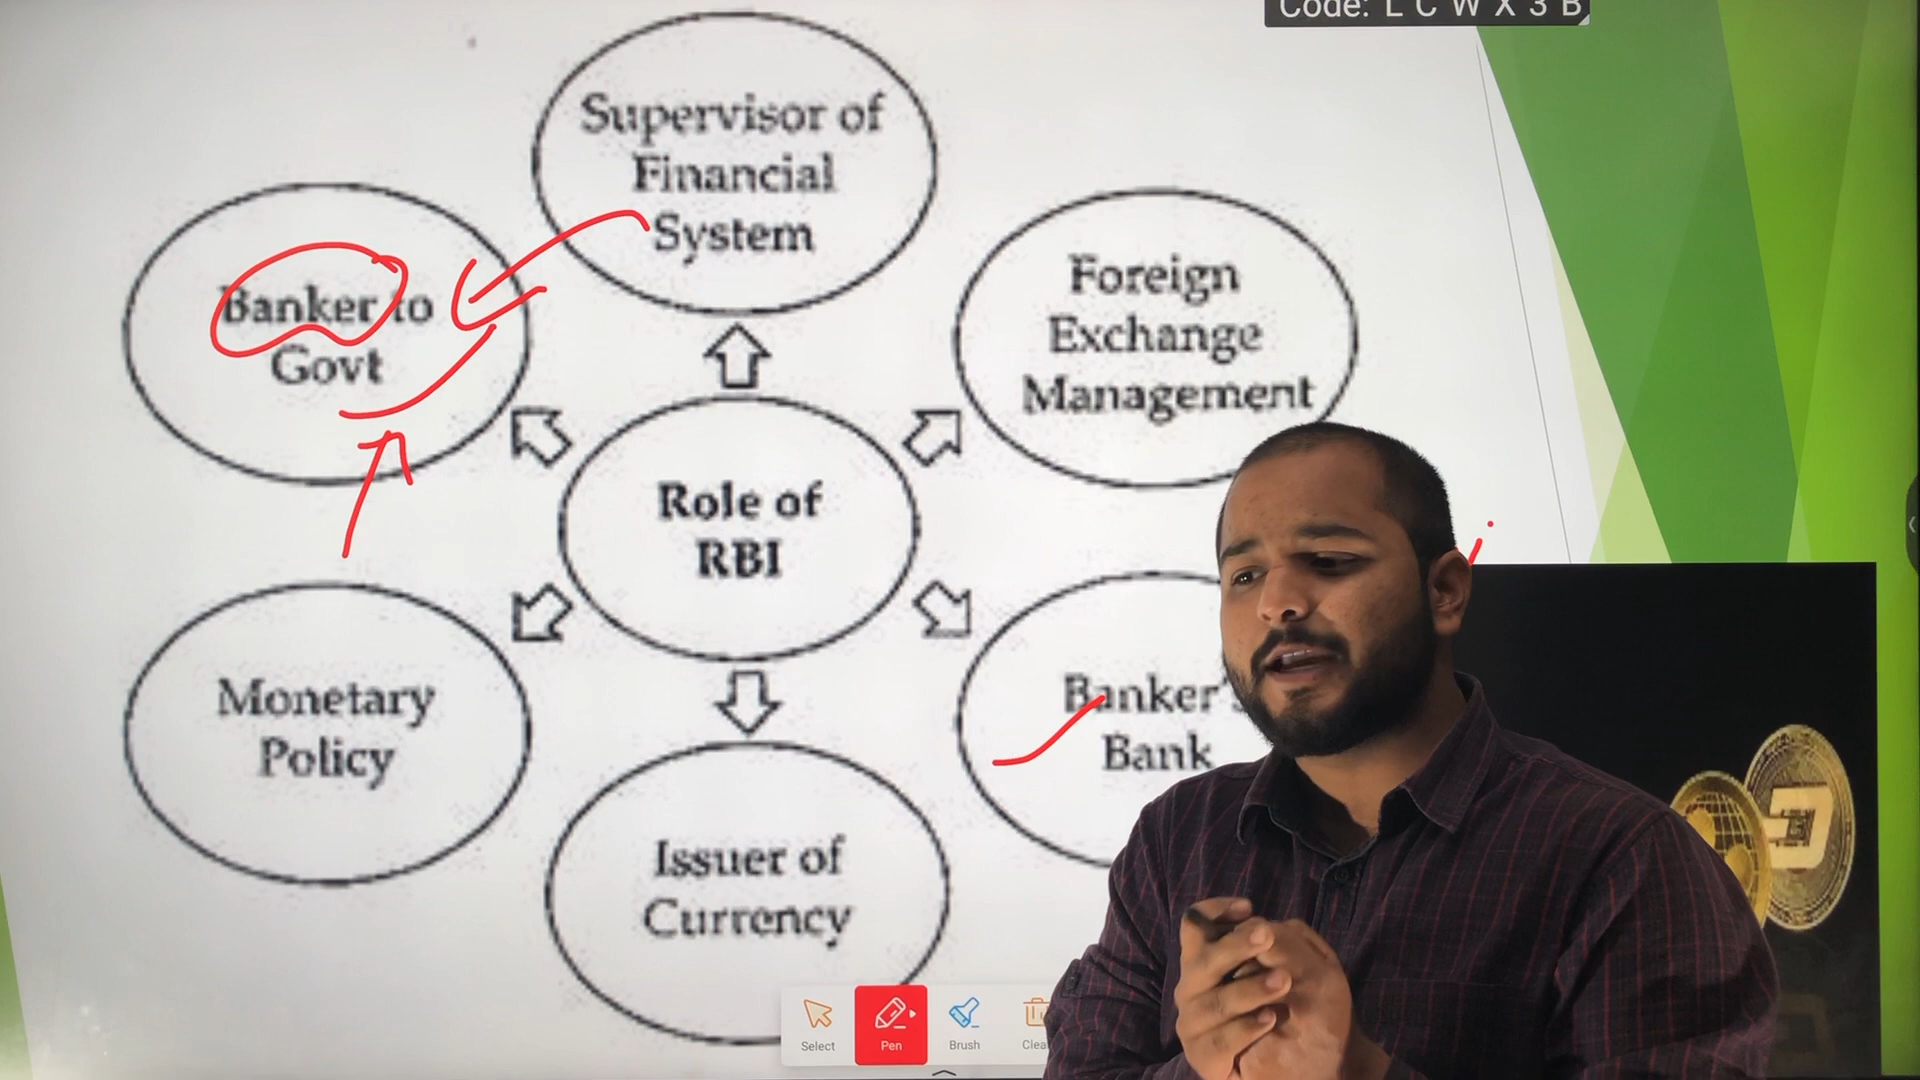 Code: L C W X 3 B
Supervisor of
Financial
System
Banker to
Govt
Foreign
Exchange
Management
Role of
RBI
Monetary
Policy
Banker's
Bank
Issuer of
Currency
Select
Pen
Brush
Clea